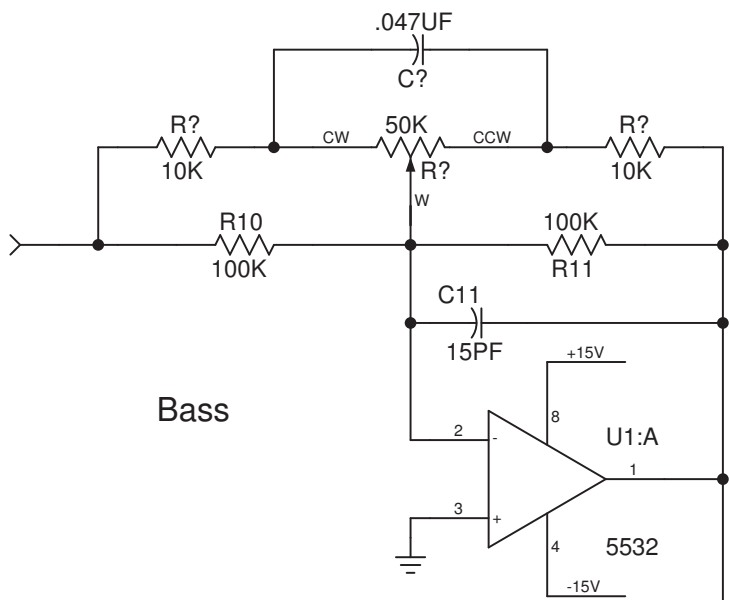 .047UF
C?
R?
10K
CW
50K
CCW
R?
R?
10K
W
R10
100K
100K
R11
C11
15PF
+15V
Bass
8
2
-
U1:A
1
3
+
4
5532
-15V